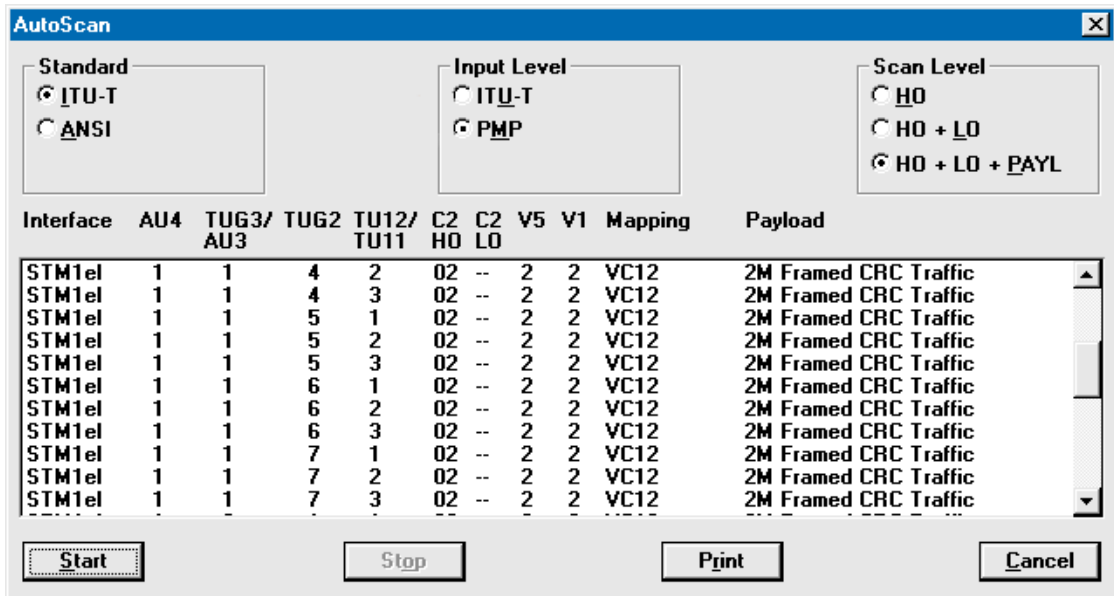 AutoScan
Standard Input Level Scan Level
ITU-T ITU-T HO
ANSI PMP HO + LO
HO + LO + PAYL
Interface AU4 TUG3/ TUG2 TU12/ C2 C2 V5 V1 Mapping Payload
AU3 TU11 HO LO
STM1el 1 1 4 2 02 -- 2 2 VC12 2M Framed CRC Traffic
STM1el 1 1 4 3 02 -- 2 2 VC12 2M Framed CRC Traffic
STM1el 1 1 5 1 02 -- 2 2 VC12 2M Framed CRC Traffic
STM1el 1 1 5 2 02 -- 2 2 VC12 2M Framed CRC Traffic
STM1el 1 1 5 3 02 -- 2 2 VC12 2M Framed CRC Traffic
STM1el 1 1 6 1 02 -- 2 2 VC12 2M Framed CRC Traffic
STM1el 1 1 6 2 02 -- 2 2 VC12 2M Framed CRC Traffic
STM1el 1 1 6 3 02 -- 2 2 VC12 2M Framed CRC Traffic
STM1el 1 1 7 1 02 -- 2 2 VC12 2M Framed CRC Traffic
STM1el 1 1 7 2 02 -- 2 2 VC12 2M Framed CRC Traffic
STM1el 1 1 7 3 02 -- 2 2 VC12 2M Framed CRC Traffic
Start Stop Print Cancel